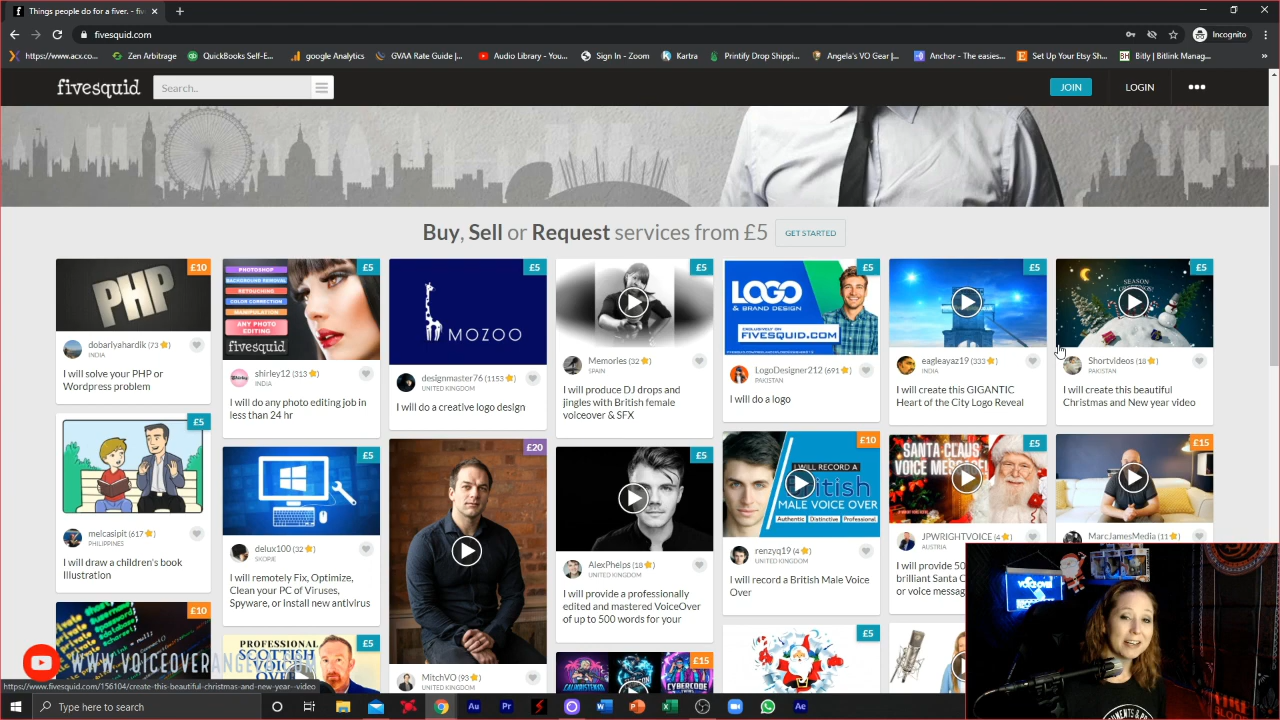 Things people do for a fiver. - fiv
fivesquid.com
Incognito
https://www.acx.co...
Zen Arbitrage
QuickBooks Self-E...
google Analytics
GVAA Rate Guide |...
Audio Library - You...
Sign In - Zoom
Kartra
Printify Drop Shippi...
Angela's VO Gear |...
Anchor - The easies...
Set Up Your Etsy Sh...
Bitly | Bitlink Manag...
fivesquid
Search..
JOIN
LOGIN
Buy, Sell or Request services from £5
GET STARTED
£10
PHP
dobariyahardik (73)
INDIA
I will solve your PHP or
Wordpress problem
£5
PHOTOSHOP
BACKGROUND REMOVAL
RETOUCHING
COLOR CORRECTION
MANIPULATION
ANY PHOTO
EDITING
fivesquid
shirley12 (313)
INDIA
I will do any photo editing job in
less than 24 hr
£5
MOZOO
designmaster76 (1153)
UNITED KINGDOM
I will do a creative logo design
£5
Memories (32)
SPAIN
I will produce DJ drops and
jingles with British female
voiceover & SFX
£5
LOGO
& BRAND DESIGN
EXCLUSIVELY ON
FIVESQUID.COM
LogoDesigner212 (691)
PAKISTAN
I will do a logo
£5
eagleayaz19 (333)
INDIA
I will create this GIGANTIC
Heart of the City Logo Reveal
£5
SEASON
Shortvideos (18)
PAKISTAN
I will create this beautiful
Christmas and New year video
£5
melcasipit (617)
PHILIPPINES
I will draw a children's book
Illustration
£5
delux100 (32)
SKOPJE
I will remotely Fix, Optimize,
Clean your PC of Viruses,
Spyware, or install new antivirus
£20
MitchVO (93)
UNITED KINGDOM
£5
AlexPhelps (18)
UNITED KINGDOM
I will provide a professionally
edited and mastered VoiceOver
of up to 500 words for your
£10
I WILL RECORD A
British
MALE VOICE OVER
Authentic Distinctive Professional
renzyq19 (4)
UNITED KINGDOM
I will record a British Male Voice
Over
£5
SANTA-CLAUS
VOICE MESSAGE!
JPWRIGHTVOICE (4)
AUSTRIA
I will provide 50
brilliant Santa C
or voice messag
£15
MarcJamesMedia (11)
UNITED KINGDOM
£10
£5
PROFESSIONAL
SCOTTISH
£15
£5
WWW.VOICEOVERANGELA.COM
https://www.fivesquid.com/156104/create-this-beautiful-christmas-and-new-year--video
Type here to search